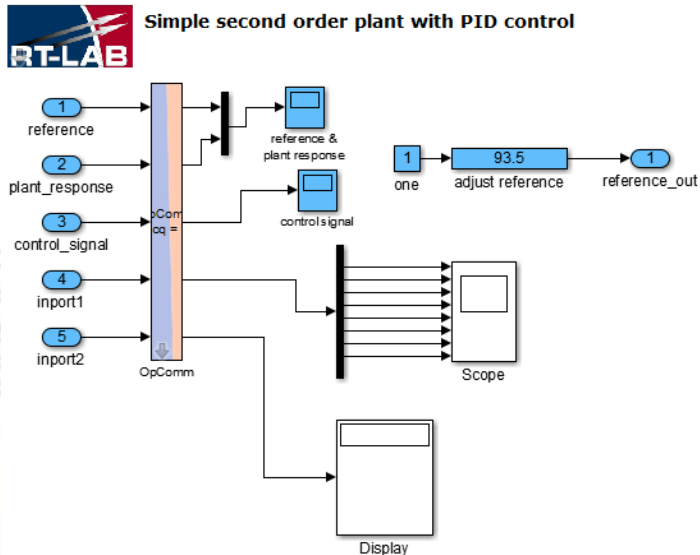 RT-LAB
Simple second order plant with PID control
1
reference
2
plant_response
3
control_signal
4
inport1
5
inport2
cq =
OpComm
reference &
plant response
control signal
1
one
93.5
adjust reference
1
reference_out
Scope
Display